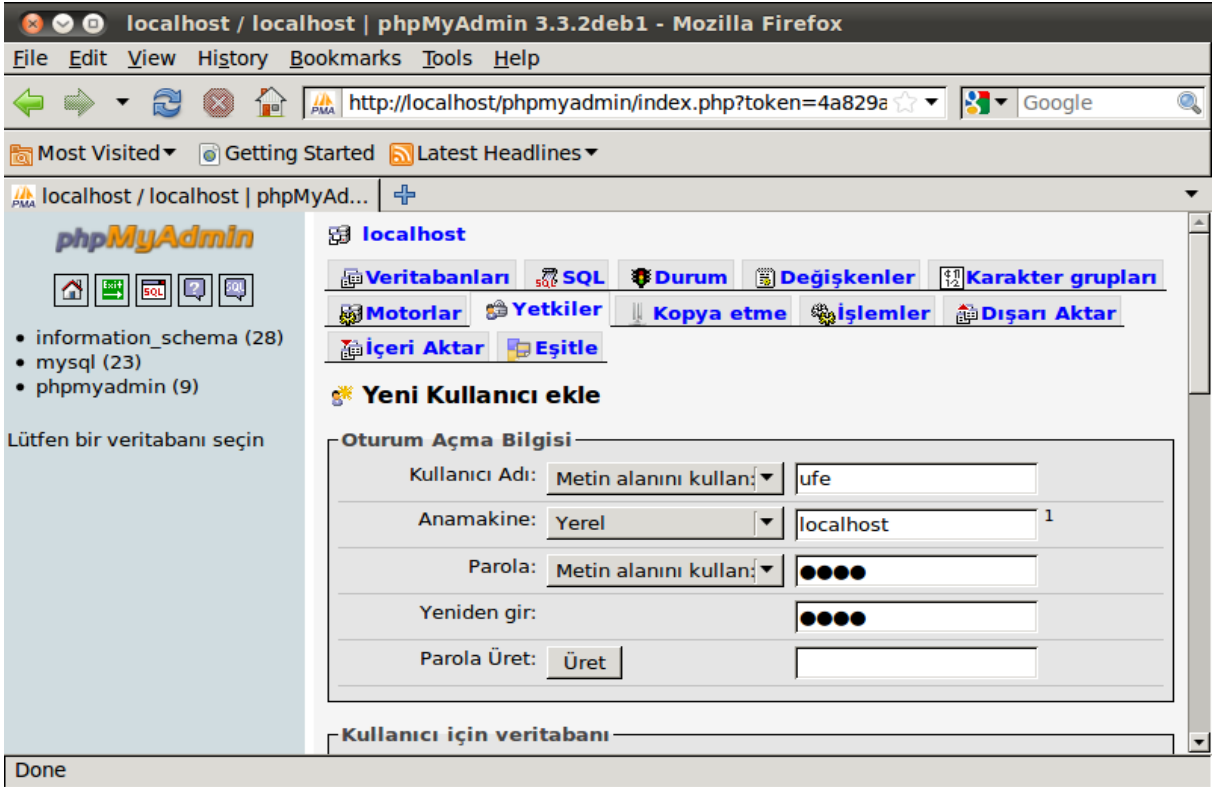 localhost / localhost | phpMyAdmin 3.3.2deb1 - Mozilla Firefox
File Edit View History Bookmarks Tools Help
PMA http://localhost/phpmyadmin/index.php?token=4a829a Google
Most Visited Getting Started Latest Headlines
PMA localhost / localhost | phpMyAd...
phpMyAdmin
SQL
information_schema (28)
mysql (23)
phpmyadmin (9)
Lütfen bir veritabanı seçin
localhost
Veritabanları SQL Durum Değişkenler Karakter grupları
Motorlar Yetkiler Kopya etme İşlemler Dışarı Aktar
İçeri Aktar Eşitle
Yeni Kullanıcı ekle
Oturum Açma Bilgisi
Kullanıcı Adı: Metin alanını kullan: ufe
Anamakine: Yerel localhost 1
Parola: Metin alanını kullan: ●●●●
Yeniden gir: ●●●●
Parola Üret: Üret
Kullanıcı için veritabanı
Done